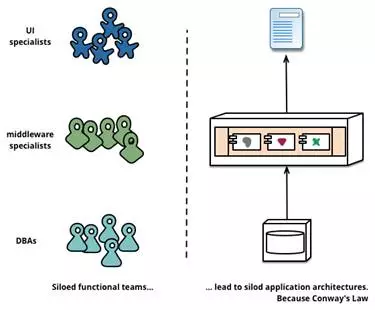 UI
specialists
middleware
specialists
DBAs
Siloed functional teams...
... lead to silod application architectures.
Because Conway's Law